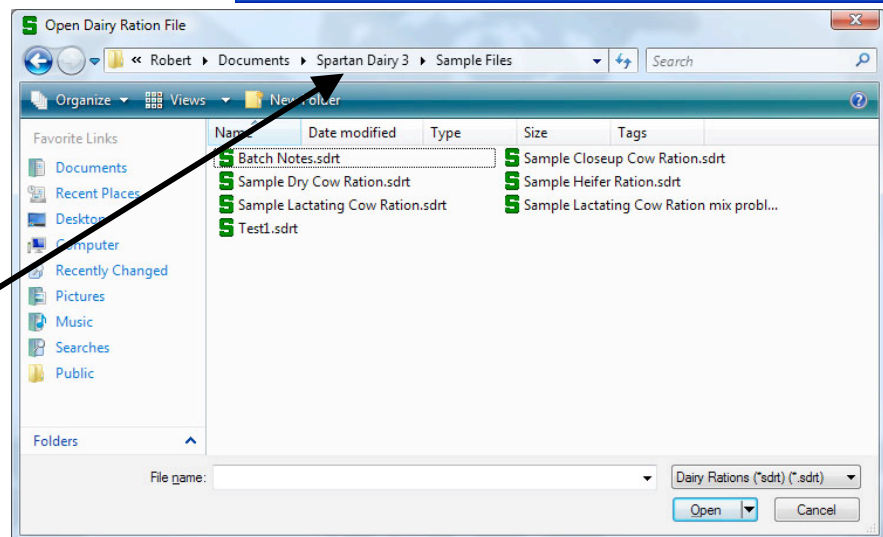 Open Dairy Ration File
« Robert Documents Spartan Dairy 3 Sample Files Search
Organize Views New Folder
Favorite Links
Documents
Recent Places
Desktop
Computer
Recently Changed
Pictures
Music
Searches
Public
Folders
Name Date modified Type Size Tags
Batch Notes.sdrt Sample Closeup Cow Ration.sdrt
Sample Dry Cow Ration.sdrt Sample Heifer Ration.sdrt
Sample Lactating Cow Ration.sdrt Sample Lactating Cow Ration mix probl...
Test1.sdrt
File name: Dairy Rations (*sdrt) (*.sdrt)
Open Cancel